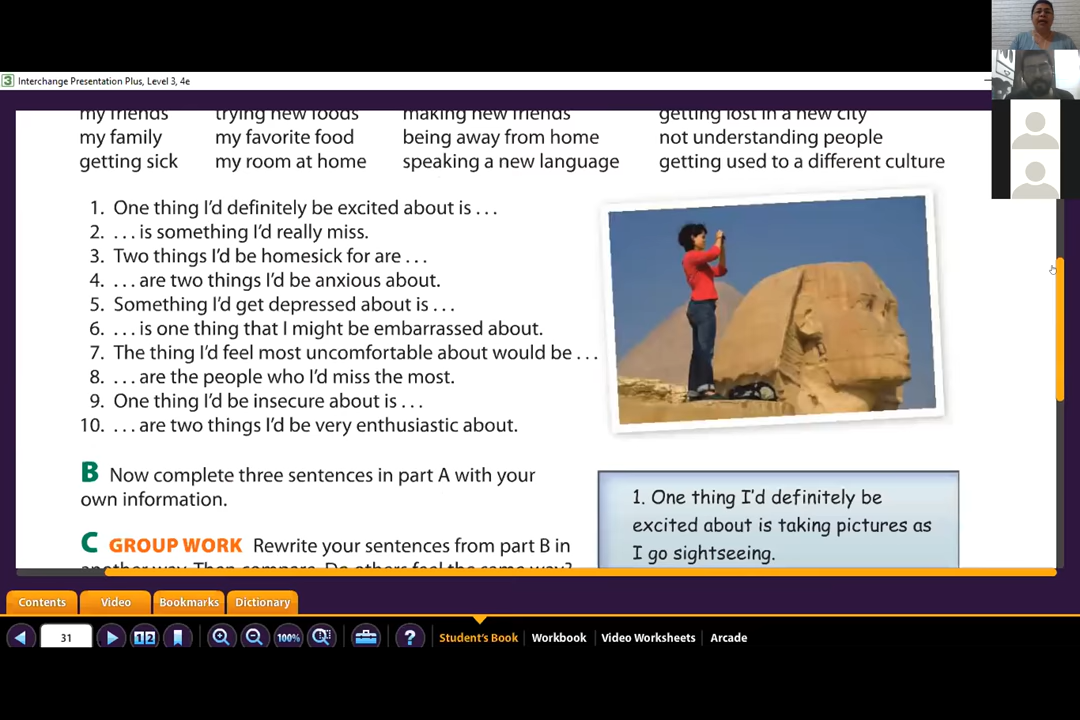 3 Interchange Presentation Plus, Level 3, 4e
my friends trying new foods making new friends getting lost in a new city
my family my favorite food being away from home not understanding people
getting sick my room at home speaking a new language getting used to a different culture
1. One thing I'd definitely be excited about is . . .
2. . . . is something I'd really miss.
3. Two things I'd be homesick for are . . .
4. . . . are two things I'd be anxious about.
5. Something I'd get depressed about is . . .
6. . . . is one thing that I might be embarrassed about.
7. The thing I'd feel most uncomfortable about would be . . .
8. . . . are the people who I'd miss the most.
9. One thing I'd be insecure about is . . .
10. . . . are two things I'd be very enthusiastic about.
B Now complete three sentences in part A with your
own information.
C GROUP WORK Rewrite your sentences from part B in
another way. Then compare. Do others feel the same way?
1. One thing I'd definitely be
excited about is taking pictures as
I go sightseeing.
Contents Video Bookmarks Dictionary
31 1 2 100% ? Student's Book Workbook Video Worksheets Arcade